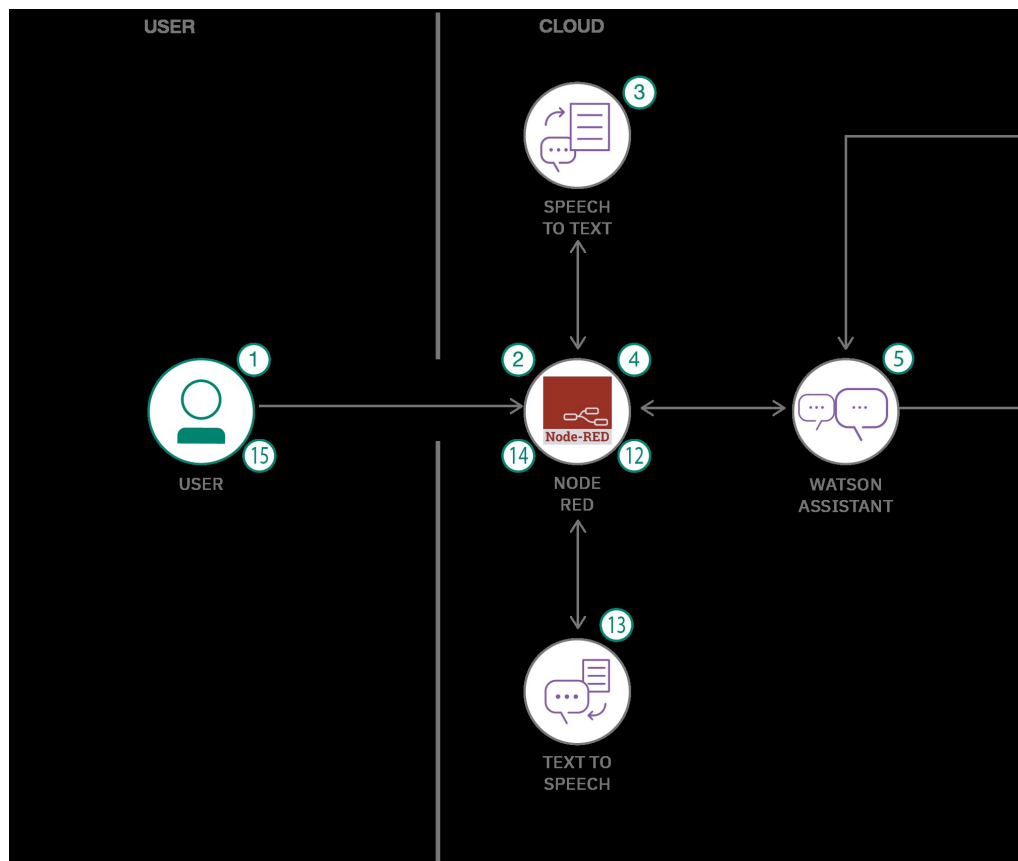 USER
CLOUD
3
SPEECH
TO TEXT
1
2
4
5
Node-RED
15
14
12
USER
NODE
RED
WATSON
ASSISTANT
13
TEXT TO
SPEECH